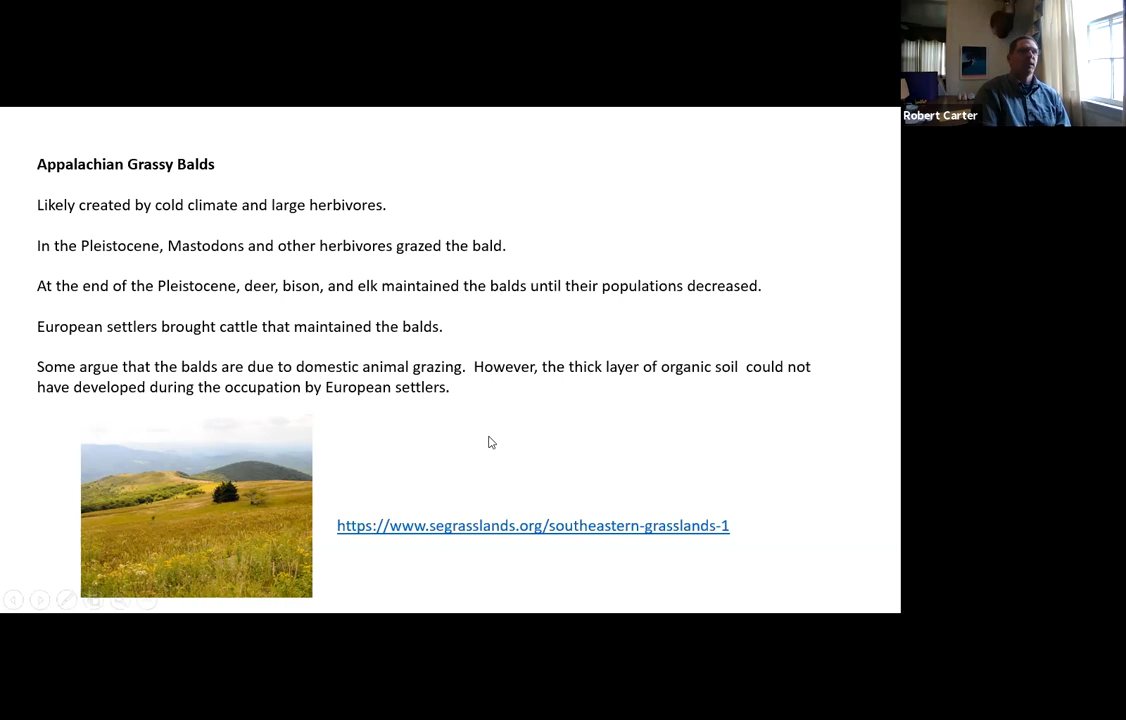 Robert Carter
Appalachian Grassy Balds
Likely created by cold climate and large herbivores.
In the Pleistocene, Mastodons and other herbivores grazed the bald.
At the end of the Pleistocene, deer, bison, and elk maintained the balds until their populations decreased.
European settlers brought cattle that maintained the balds.
Some argue that the balds are due to domestic animal grazing.  However, the thick layer of organic soil  could not
have developed during the occupation by European settlers.
https://www.segrasslands.org/southeastern-grasslands-1